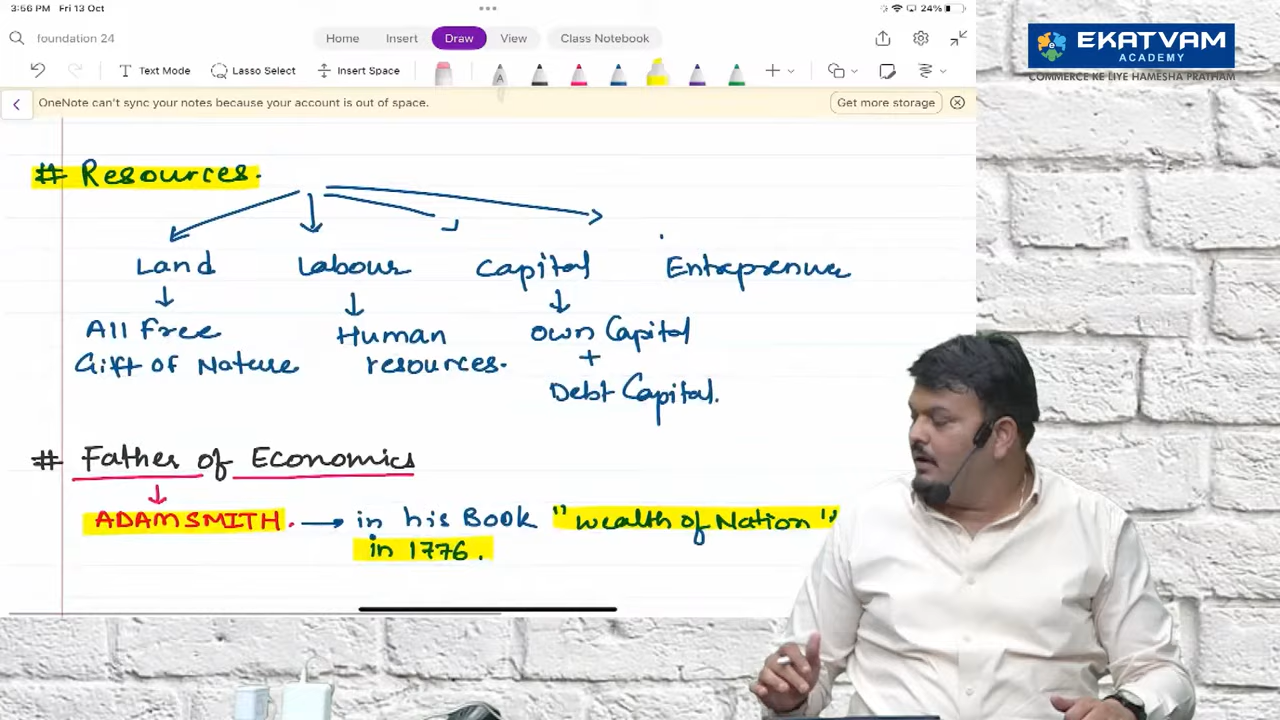 3:56 PM Fri 13 Oct
24%
foundation 24
Home Insert Draw View Class Notebook
Text Mode Lasso Select Insert Space
A
OneNote can't sync your notes because your account is out of space.
Get more storage
EKATVAM
ACADEMY
COMMERCE KE LIYE HAMESHA PRATHAM
# Resources.
Land Labour Capital Entreprenue
All Free Human Own Capital
Gift of Nature resources. +
Debt Capital.
# Father of Economics
ADAM SMITH. → in his Book "Wealth of Nation"
in 1776.